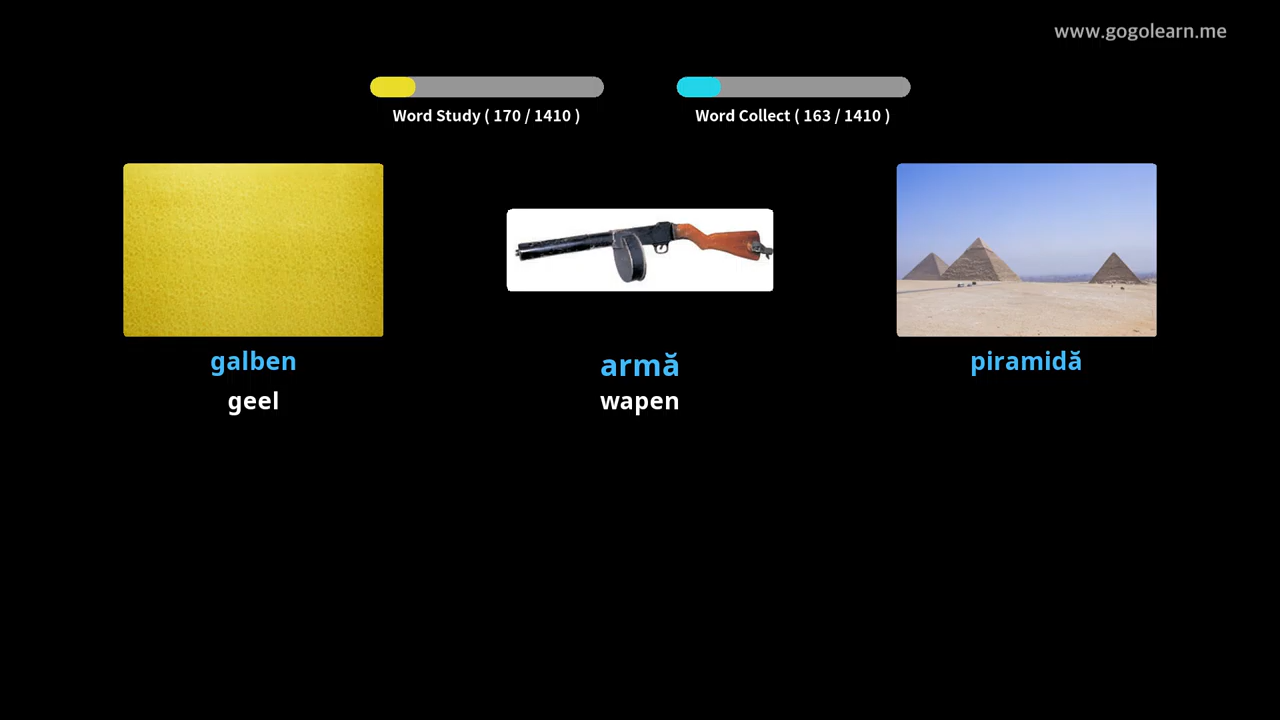 www.gogolearn.me
Word Study ( 170 / 1410 )
Word Collect ( 163 / 1410 )
galben
armă
piramidă
geel
wapen